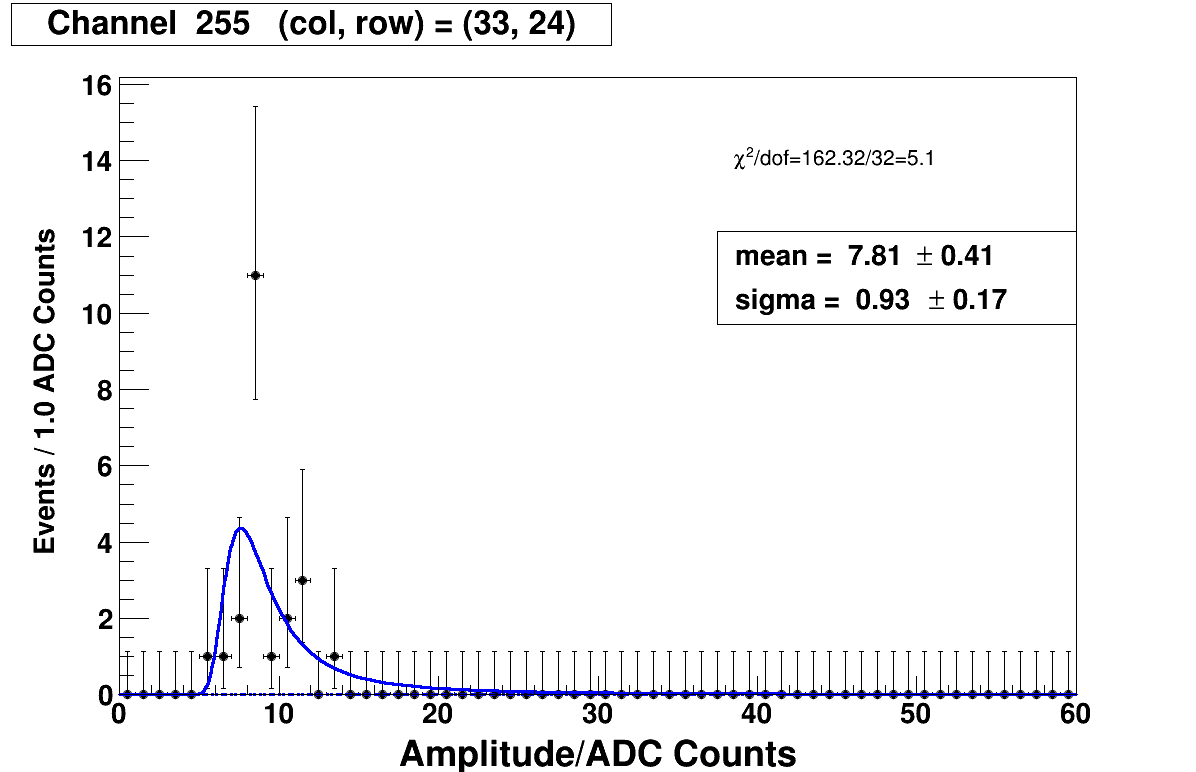 Channel  255   (col, row) = (33, 24)
16
14
12
10
8
6
4
2
0
Events / 1.0 ADC Counts
χ²/dof=162.32/32=5.1
mean =  7.81  ± 0.41
sigma =  0.93  ± 0.17
0 10 20 30 40 50 60
Amplitude/ADC Counts